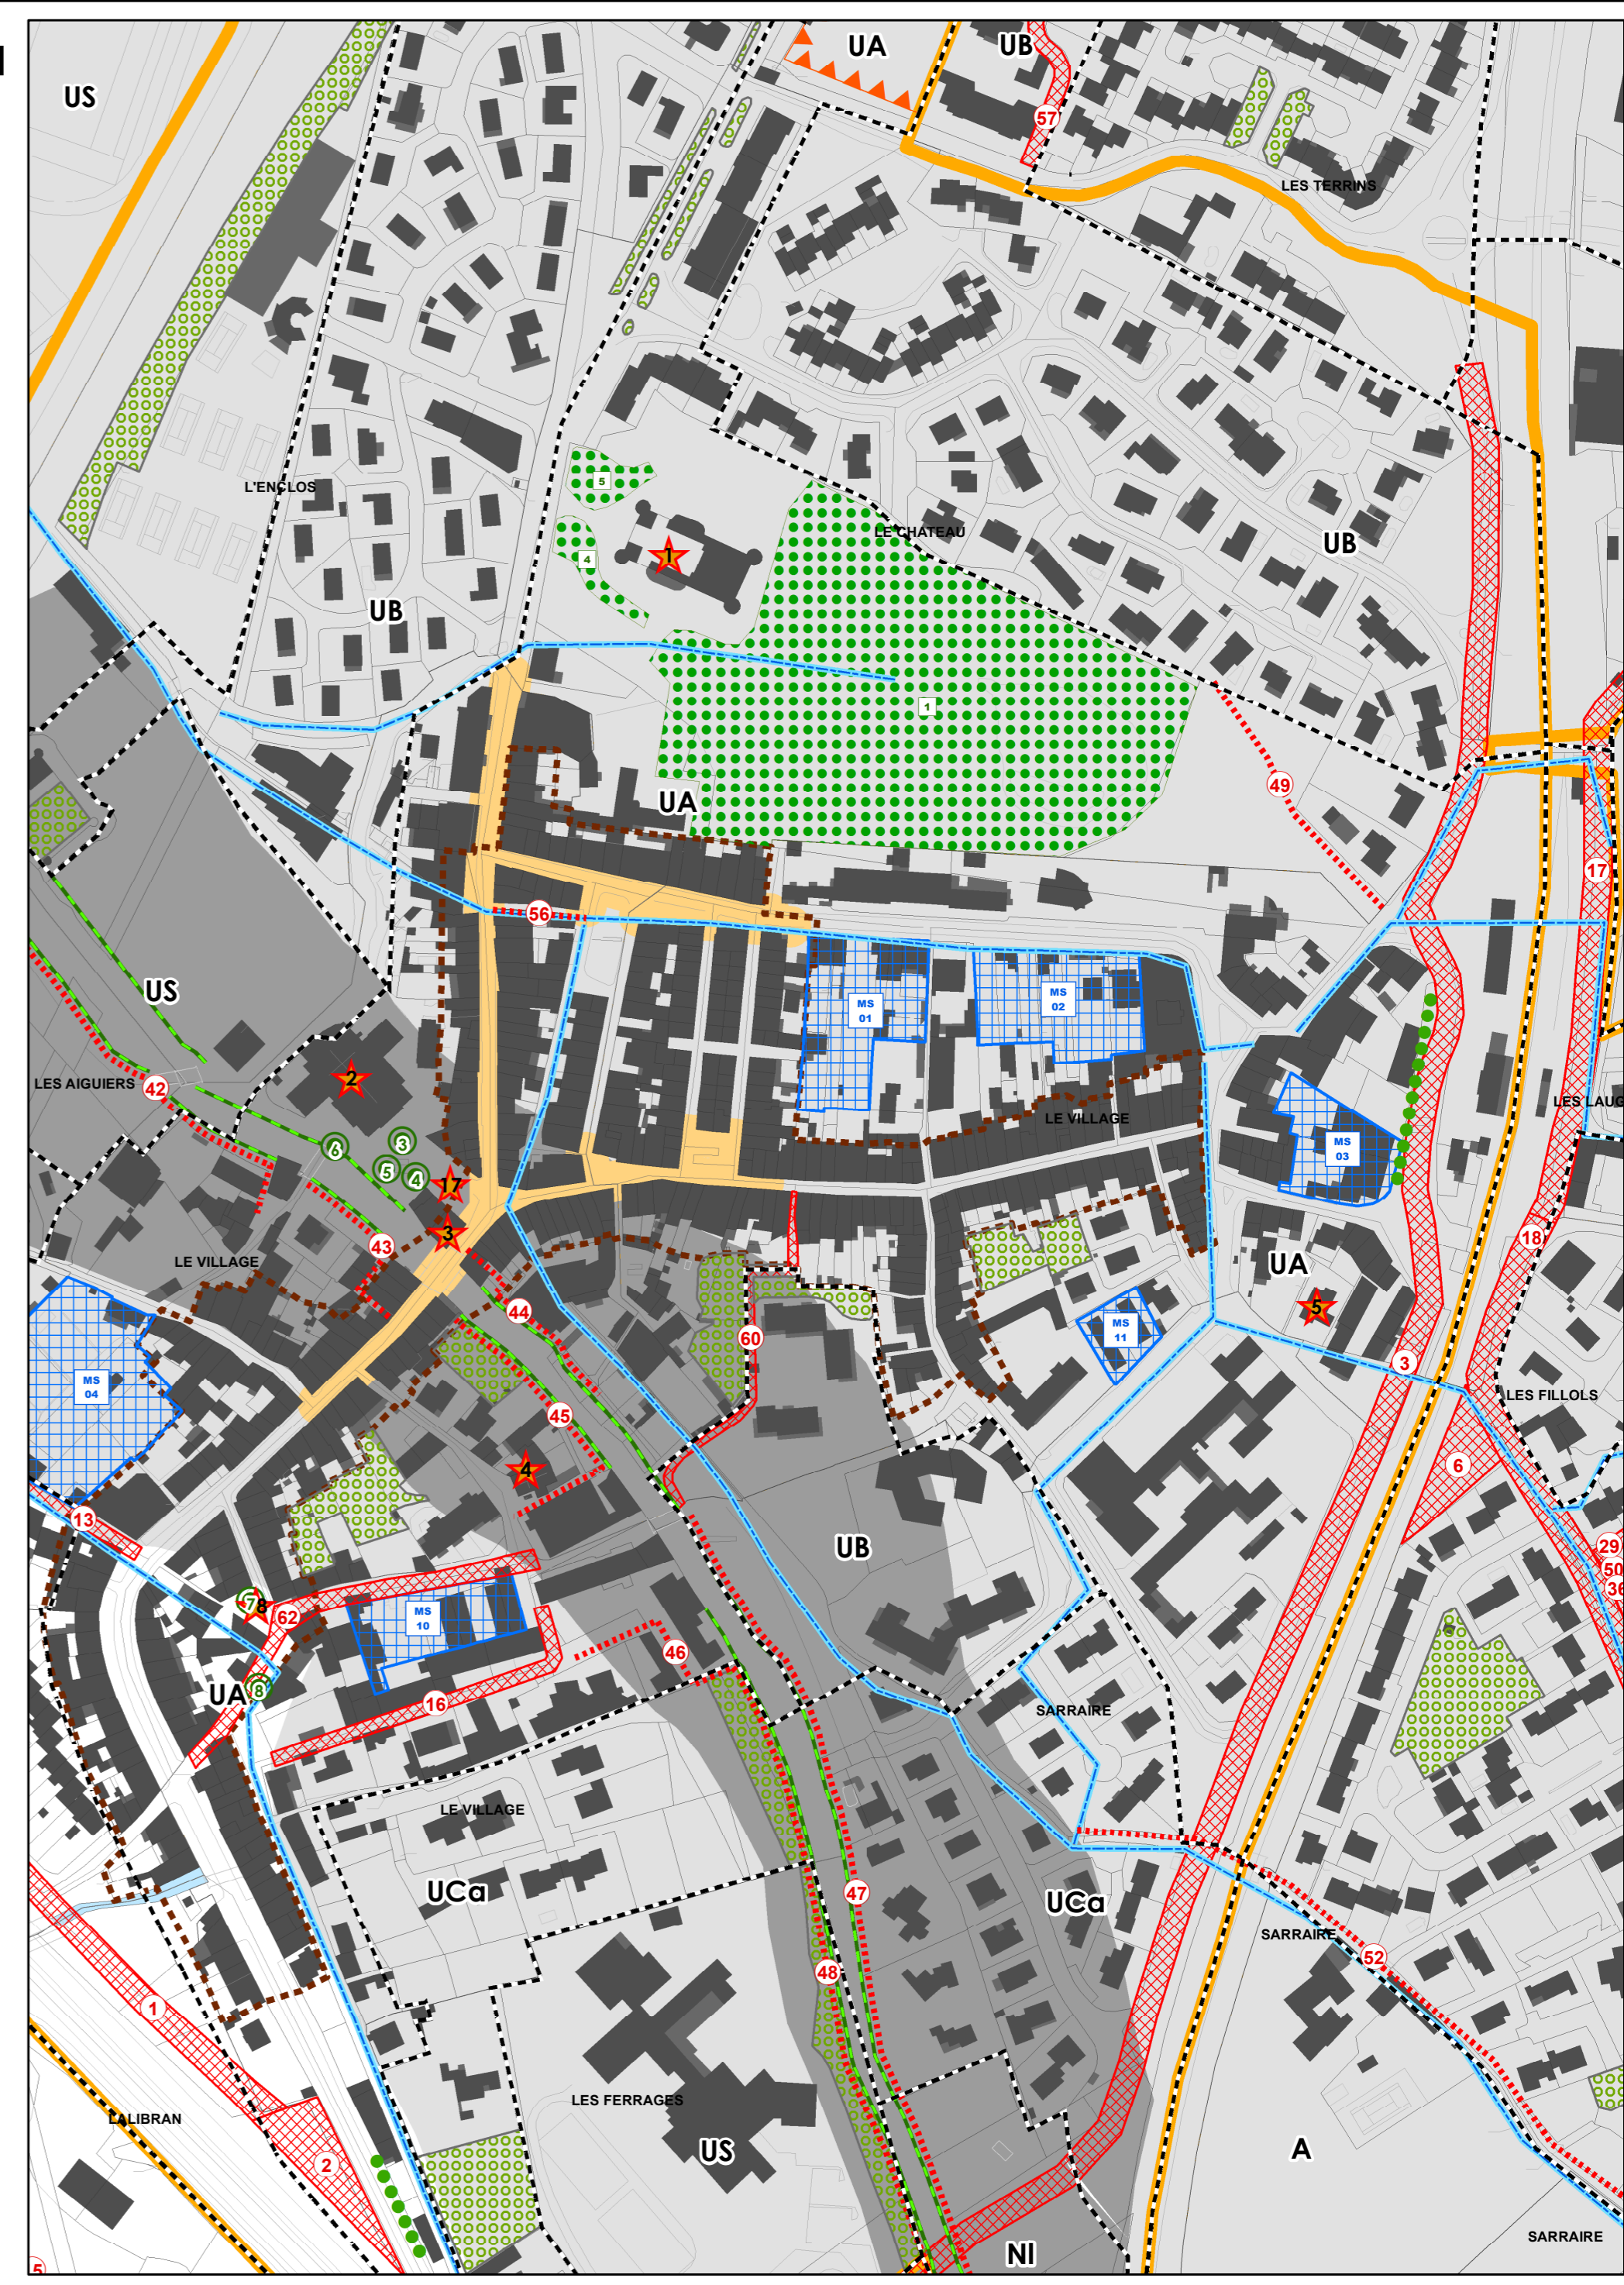 UA
UB
US
57
LES TERRINS
5
L'ENCLOS
LE CHATEAU
1
UB
4
UB
1
49
UA
17
56
US
MS
01
MS
02
2
LES AIGUIERS
42
LES LAUG
LE VILLAGE
6
3
5
4
MS
03
17
3
43
18
LE VILLAGE
UA
5
44
MS
11
60
3
MS
04
LES FILLOLS
45
6
4
13
UB
29
50
36
7
8
62
MS
10
46
8
UA
16
SARRAIRE
LE VILLAGE
UCa
47
UCa
SARRAIRE
52
48
1
LES FERRAGES
LALIBRAN
US
A
2
SARRAIRE
NI
5